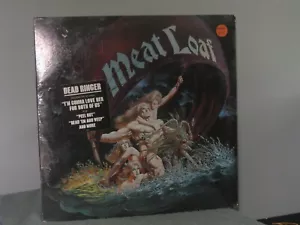 Meat Loaf
DEAD RINGER
"I'M GONNA LOVE HER
FOR BOTH OF US"
"PEEL OUT"
"READ 'EM AND WEEP"
AND MORE